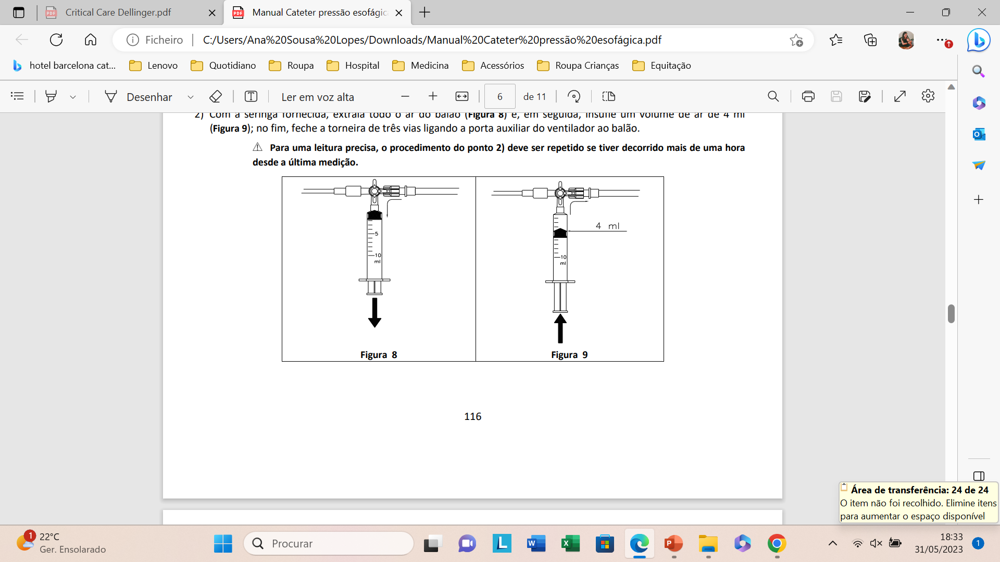 Critical Care Dellinger.pdf
Manual Cateter pressão esofágic
Ficheiro
C:/Users/Ana%20Sousa%20Lopes/Downloads/Manual%20Cateter%20pressão%20esofágica.pdf
hotel barcelona cat... Lenovo Quotidiano Roupa Hospital Medicina Acessórios Roupa Crianças Equitação
Desenhar Ler em voz alta 6 de 11
2) Com a seringa fornecida, extraia todo o ar do balão (Figura 8) e, em seguida, insufle um volume de ar de 4 ml
(Figura 9); no fim, feche a torneira de três vias ligando a porta auxiliar do ventilador ao balão.
⚠ Para uma leitura precisa, o procedimento do ponto 2) deve ser repetido se tiver decorrido mais de uma hora
desde a última medição.
5
10
ml
Figura 8
4 ml
10
ml
Figura 9
116
Área de transferência: 24 de 24
O item não foi recolhido. Elimine itens
para aumentar o espaço disponível
1
22°C
Ger. Ensolarado
Procurar
18:33
31/05/2023
1